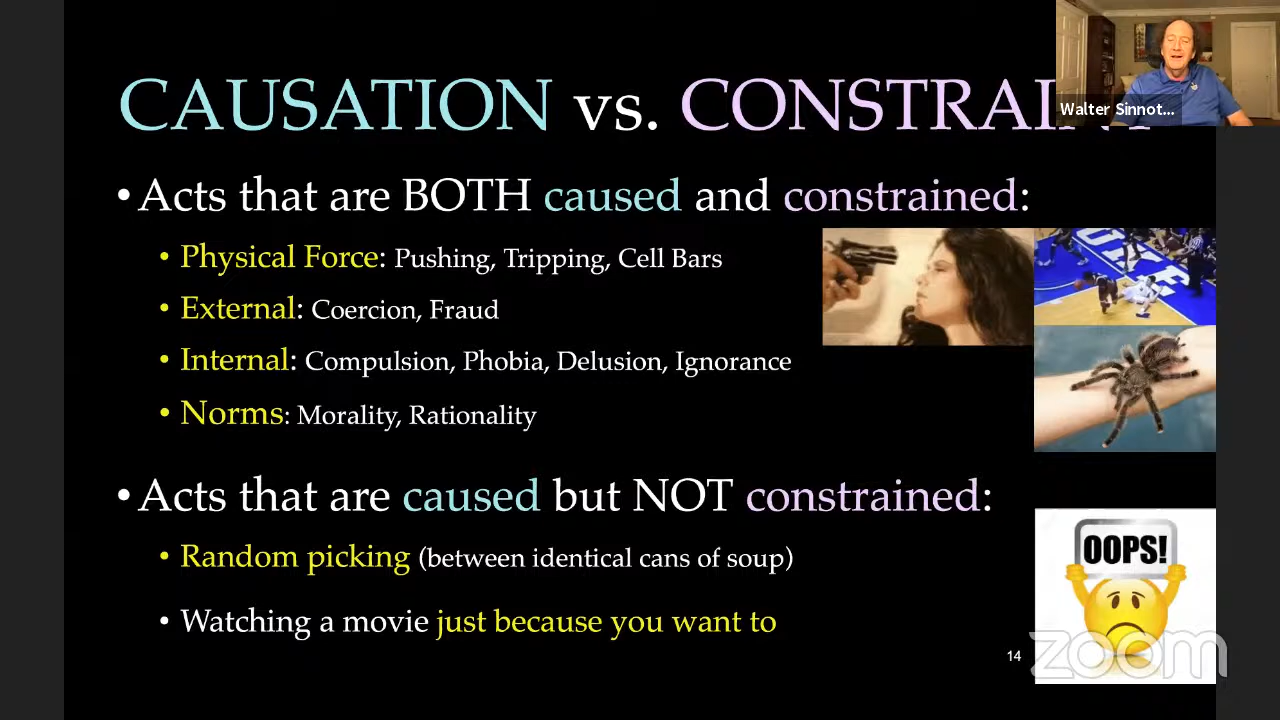 CAUSATION vs. CONSTRAINT
Walter Sinnot...
• Acts that are BOTH caused and constrained:
• Physical Force: Pushing, Tripping, Cell Bars
• External: Coercion, Fraud
• Internal: Compulsion, Phobia, Delusion, Ignorance
• Norms: Morality, Rationality
• Acts that are caused but NOT constrained:
• Random picking (between identical cans of soup)
• Watching a movie just because you want to
OOPS!
14
zoom